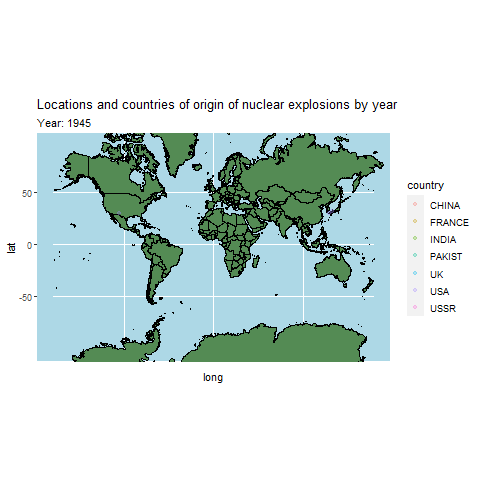 Locations and countries of origin of nuclear explosions by year
Year: 1945
50
0
-50
lat
long
country
CHINA
FRANCE
INDIA
PAKIST
UK
USA
USSR